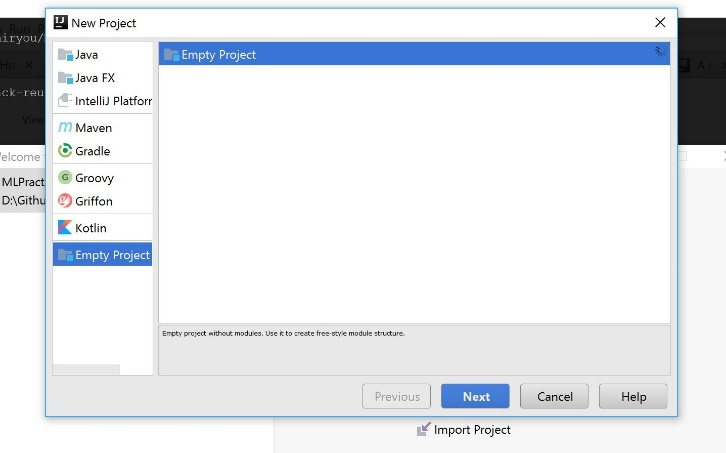 New Project
Java
Java FX
IntelliJ Platforr
Maven
Gradle
Groovy
Griffon
Kotlin
Empty Project
Empty Project
Empty project without modules. Use it to create free-style module structure.
Previous
Next
Cancel
Help
elcome
MLPract
D:\Githu
Import Project
View
ck-reu
iryou/